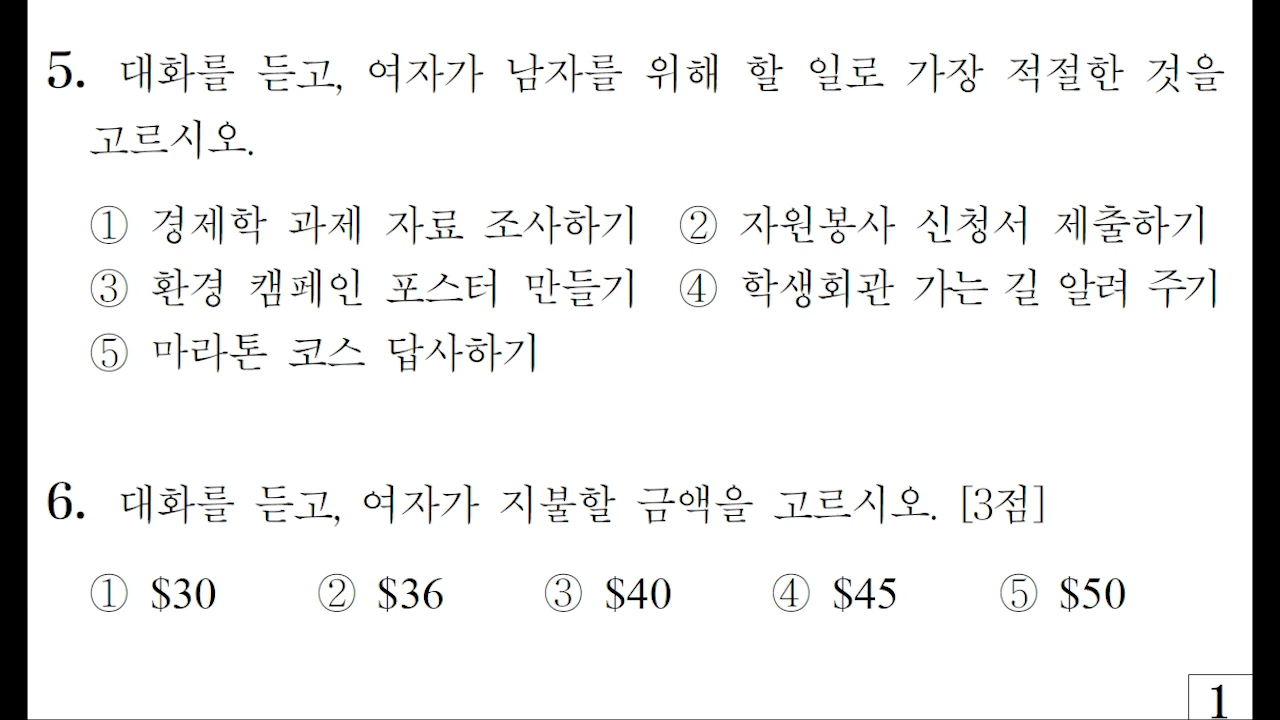 5. 대화를 듣고, 여자가 남자를 위해 할 일로 가장 적절한 것을
고르시오.
① 경제학 과제 자료 조사하기 ② 자원봉사 신청서 제출하기
③ 환경 캠페인 포스터 만들기 ④ 학생회관 가는 길 알려 주기
⑤ 마라톤 코스 답사하기
6. 대화를 듣고, 여자가 지불할 금액을 고르시오. [3점]
① $30 ② $36 ③ $40 ④ $45 ⑤ $50
1